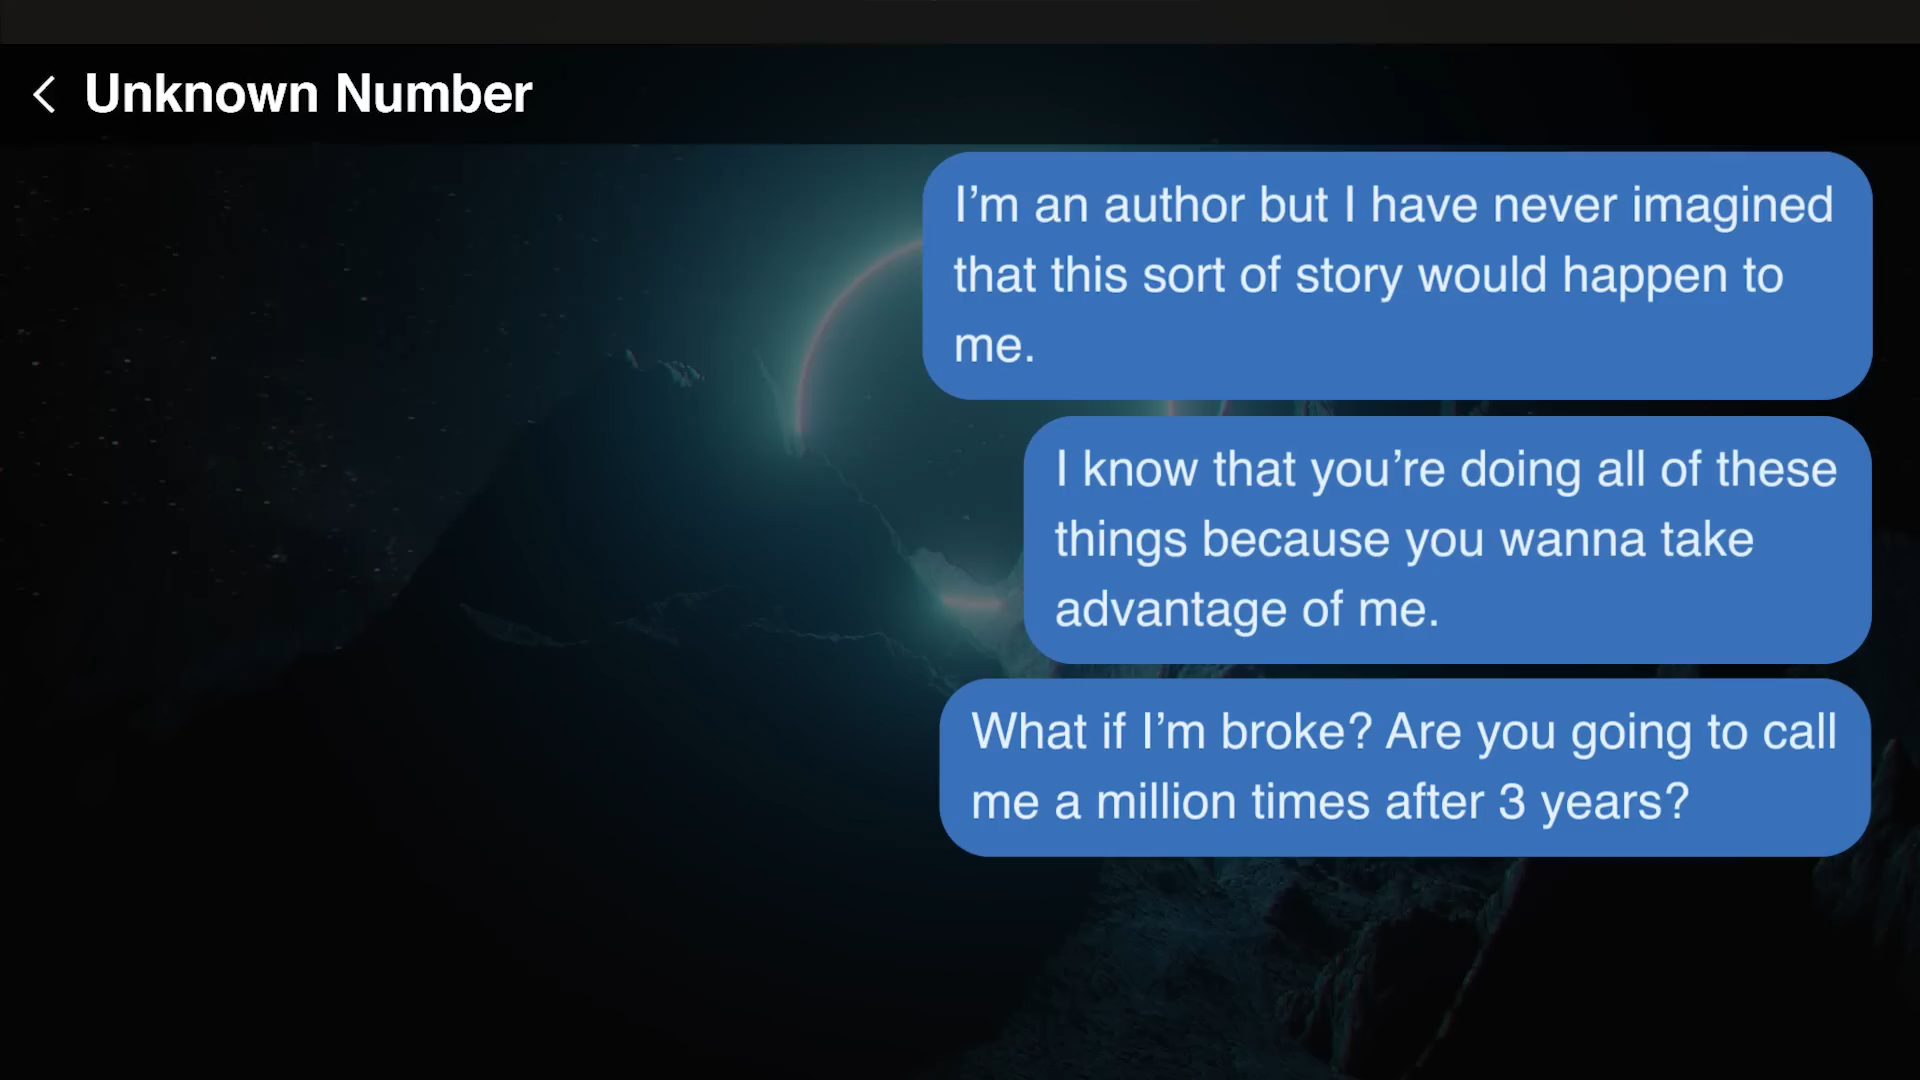 Unknown Number
I’m an author but I have never imagined
that this sort of story would happen to
me.
I know that you’re doing all of these
things because you wanna take
advantage of me.
What if I’m broke? Are you going to call
me a million times after 3 years?